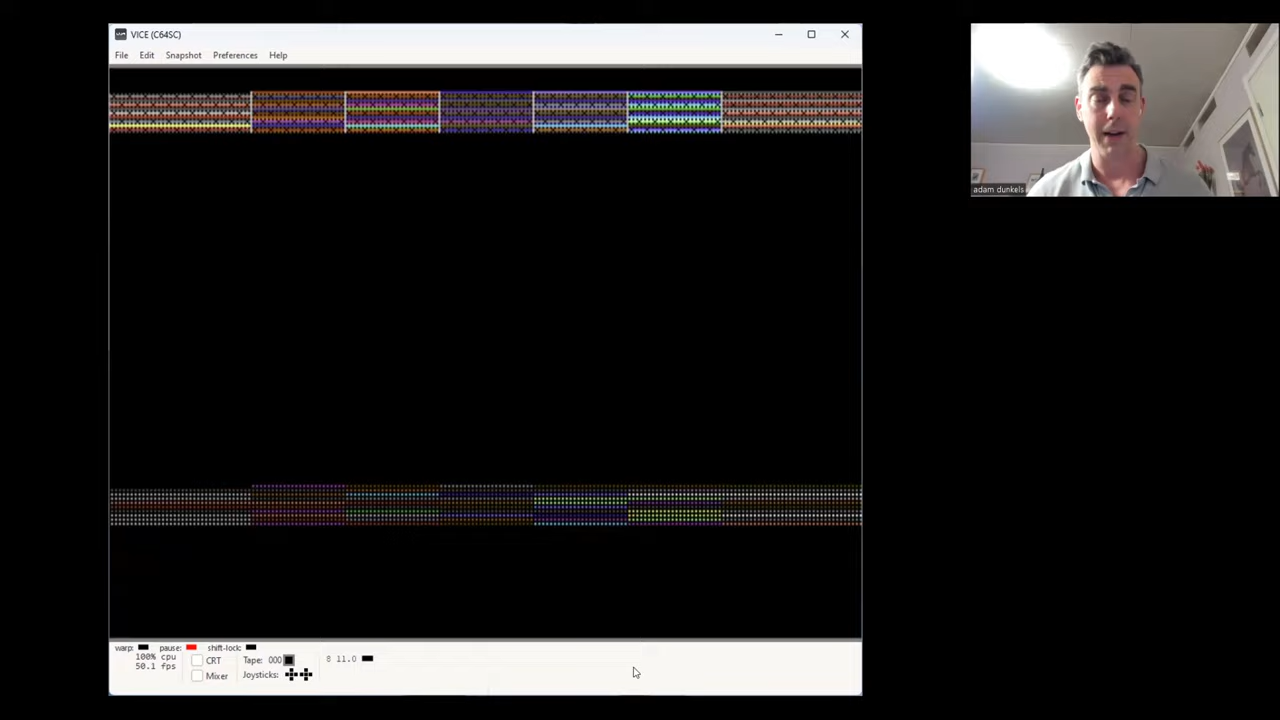 VICE (C64SC)
File Edit Snapshot Preferences Help
adam dunkels
warp: pause: shift-lock:
100% cpu
50.1 fps
CRT
Mixer
Tape: 000
Joysticks:
8 11.0